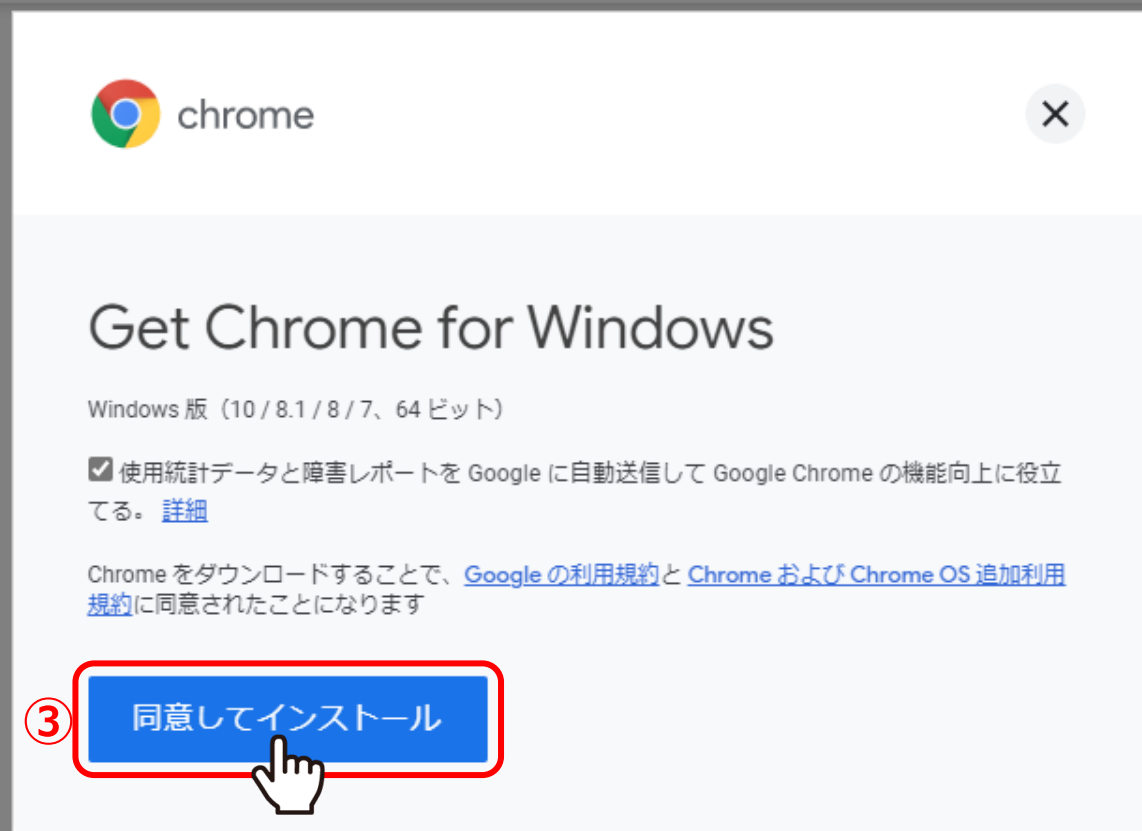 chrome
Get Chrome for Windows
Windows 版（10 / 8.1 / 8 / 7、64 ビット）
使用統計データと障害レポートを Google に自動送信して Google Chrome の機能向上に役立
てる。 詳細
Chrome をダウンロードすることで、Google の利用規約と Chrome および Chrome OS 追加利用
規約に同意されたことになります
③
同意してインストール